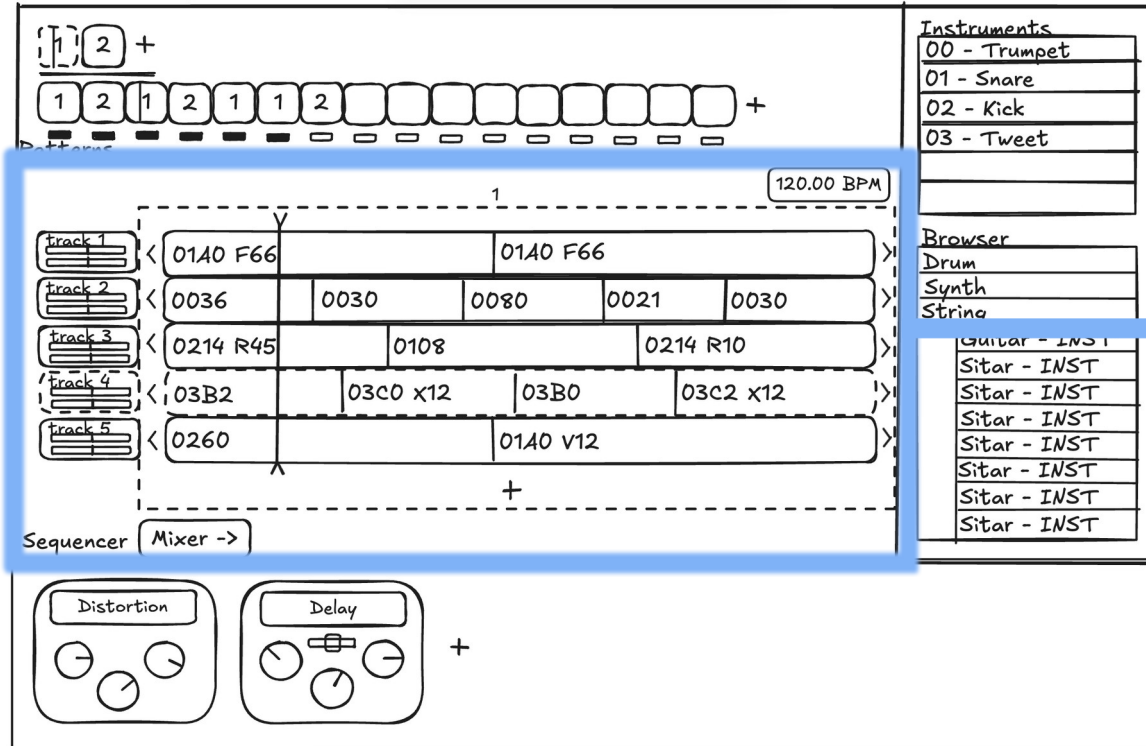 1 2 +
1 2 1 2 1 1 2 +
Patterns
120.00 BPM
1
track 1 < 01A0 F66 01A0 F66 >
track 2 < 0036 0030 0080 0021 0030 >
track 3 < 0214 R45 0108 0214 R10 >
track 4 < 03B2 03C0 x12 03B0 03C2 x12 >
track 5 < 0260 01A0 V12 >
+
Sequencer Mixer ->
Distortion Delay +
Instruments
00 - Trumpet
01 - Snare
02 - Kick
03 - Tweet
Browser
Drum
Synth
String
Guitar - INST
Sitar - INST
Sitar - INST
Sitar - INST
Sitar - INST
Sitar - INST
Sitar - INST
Sitar - INST